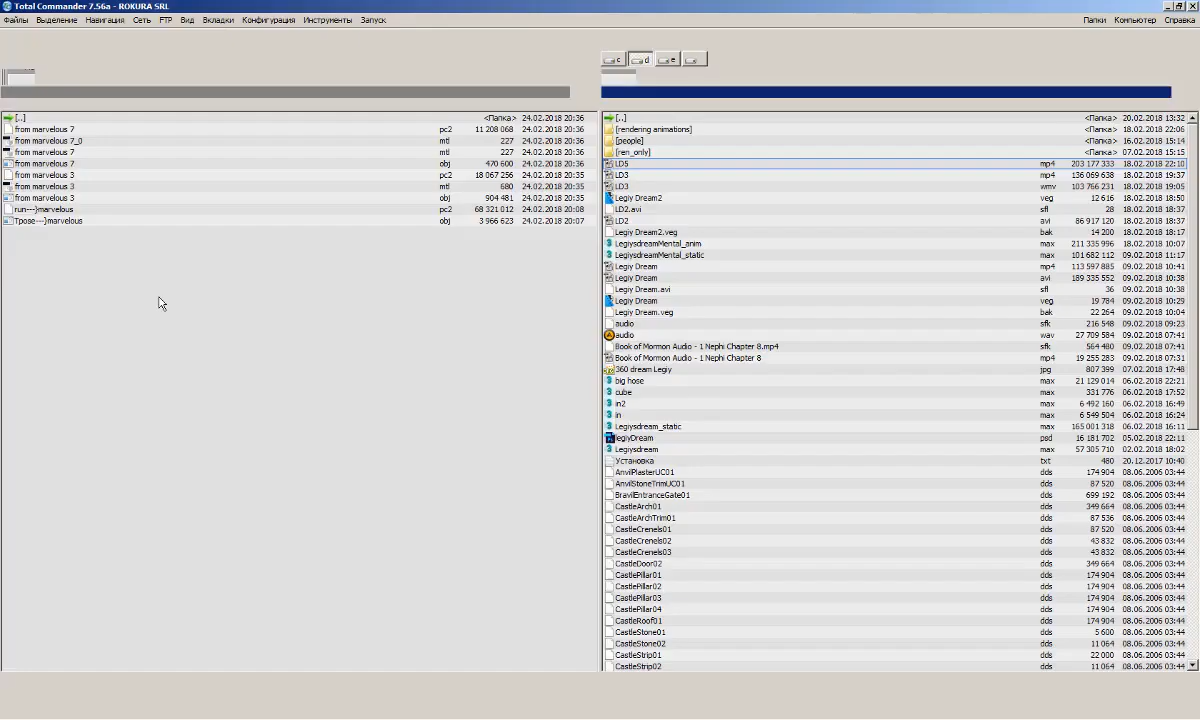 Total Commander 7.56a - ROKURA SRL
Файлы Выделение Навигация Сеть FTP Вид Вкладки Конфигурация Инструменты Запуск Папки Компьютер Справка
c d e
[..] <Папка> 24.02.2018 20:36
from marvelous 7 pc2 11 208 068 24.02.2018 20:36
from marvelous 7_0 mtl 227 24.02.2018 20:36
from marvelous 7 mtl 227 24.02.2018 20:36
from marvelous 7 obj 470 600 24.02.2018 20:36
from marvelous 3 pc2 18 067 256 24.02.2018 20:35
from marvelous 3 mtl 680 24.02.2018 20:35
from marvelous 3 obj 904 481 24.02.2018 20:35
run---}marvelous pc2 68 321 012 24.02.2018 20:08
Tpose---}marvelous obj 3 966 623 24.02.2018 20:07
[..] <Папка> 20.02.2018 13:32
[rendering animations] <Папка> 18.02.2018 22:06
[people] <Папка> 16.02.2018 15:14
[ren_only] <Папка> 07.02.2018 15:15
LD5 mp4 203 177 333 18.02.2018 22:10
LD3 mp4 136 069 638 18.02.2018 19:37
LD3 wmv 103 766 231 18.02.2018 19:05
Legiy Dream2 veg 12 616 18.02.2018 18:50
LD2.avi sfl 28 18.02.2018 18:37
LD2 avi 86 917 120 18.02.2018 18:37
Legiy Dream2.veg bak 14 200 18.02.2018 18:17
LegiysdreamMental_anim max 211 335 996 18.02.2018 10:07
LegiysdreamMental_static max 101 682 112 09.02.2018 11:17
Legiy Dream mp4 113 597 885 09.02.2018 10:41
Legiy Dream avi 189 335 552 09.02.2018 10:38
Legiy Dream.avi sfl 36 09.02.2018 10:38
Legiy Dream veg 19 784 09.02.2018 10:29
Legiy Dream.veg bak 22 264 09.02.2018 10:04
audio sfk 216 548 09.02.2018 09:23
audio wav 27 709 584 09.02.2018 07:41
Book of Mormon Audio - 1 Nephi Chapter 8.mp4 sfk 564 480 09.02.2018 07:41
Book of Mormon Audio - 1 Nephi Chapter 8 mp4 19 255 283 09.02.2018 07:31
360 dream Legiy jpg 807 399 07.02.2018 17:48
big hose max 21 129 014 06.02.2018 22:21
cube max 331 776 06.02.2018 17:52
in2 max 6 492 160 06.02.2018 16:49
in max 6 549 504 06.02.2018 16:24
Legiysdream_static max 165 001 318 06.02.2018 16:11
legiyDream psd 16 181 702 05.02.2018 22:11
Legiysdream max 57 305 710 02.02.2018 18:02
Установка txt 480 20.12.2017 10:40
AnvilPlasterUC01 dds 174 904 08.06.2006 03:44
AnvilStoneTrimUC01 dds 87 520 08.06.2006 03:44
BravilEntranceGate01 dds 699 192 08.06.2006 03:44
CastleArch01 dds 349 664 08.06.2006 03:44
CastleArchTrim01 dds 87 536 08.06.2006 03:44
CastleCrenels01 dds 87 520 08.06.2006 03:44
CastleCrenels02 dds 43 832 08.06.2006 03:44
CastleCrenels03 dds 43 832 08.06.2006 03:44
CastleDoor02 dds 349 664 08.06.2006 03:44
CastlePillar01 dds 174 904 08.06.2006 03:44
CastlePillar02 dds 174 904 08.06.2006 03:44
CastlePillar03 dds 174 904 08.06.2006 03:44
CastlePillar04 dds 174 904 08.06.2006 03:44
CastleRoof01 dds 174 904 08.06.2006 03:44
CastleStone01 dds 5 600 08.06.2006 03:44
CastleStone02 dds 11 064 08.06.2006 03:44
CastleStrip01 dds 22 000 08.06.2006 03:44
CastleStrip02 dds 11 064 08.06.2006 03:44